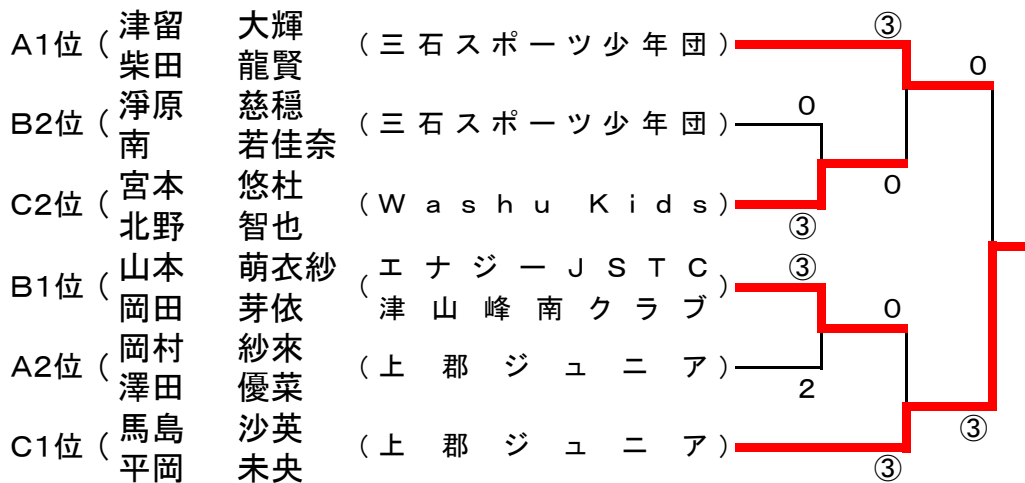 津留 大輝
A1位 ( (三石スポーツ少年団) ③
柴田 龍賢
0
淨原 慈穏 0
B2位 ( (三石スポーツ少年団)
南 若佳奈
宮本 悠杜 0
C2位 ( (Washu Kids)
北野 智也 ③
山本 萌衣紗 エナジーJSTC ③
B1位 ( (
岡田 芽依 津山峰南クラブ 0
岡村 紗來
A2位 ( (上郡ジュニア)
澤田 優菜 2
馬島 沙英 ③
C1位 ( (上郡ジュニア)
平岡 未央 ③